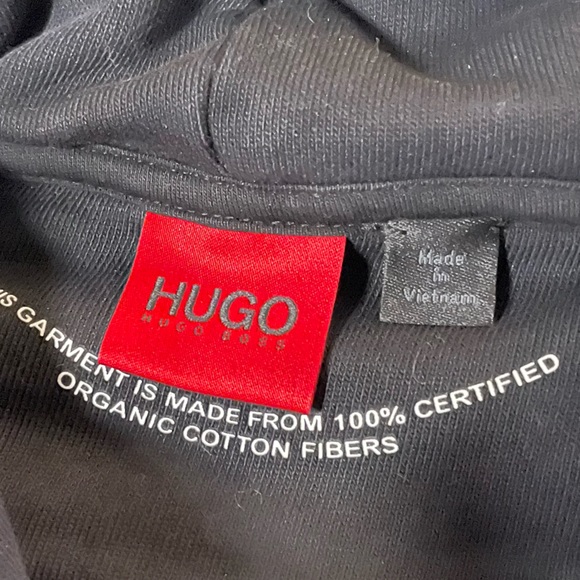 HUGO
HUGO BOSS
Made
in
Vietnam
GARMENT IS MADE FROM 100% CERTIFIED
ORGANIC COTTON FIBERS